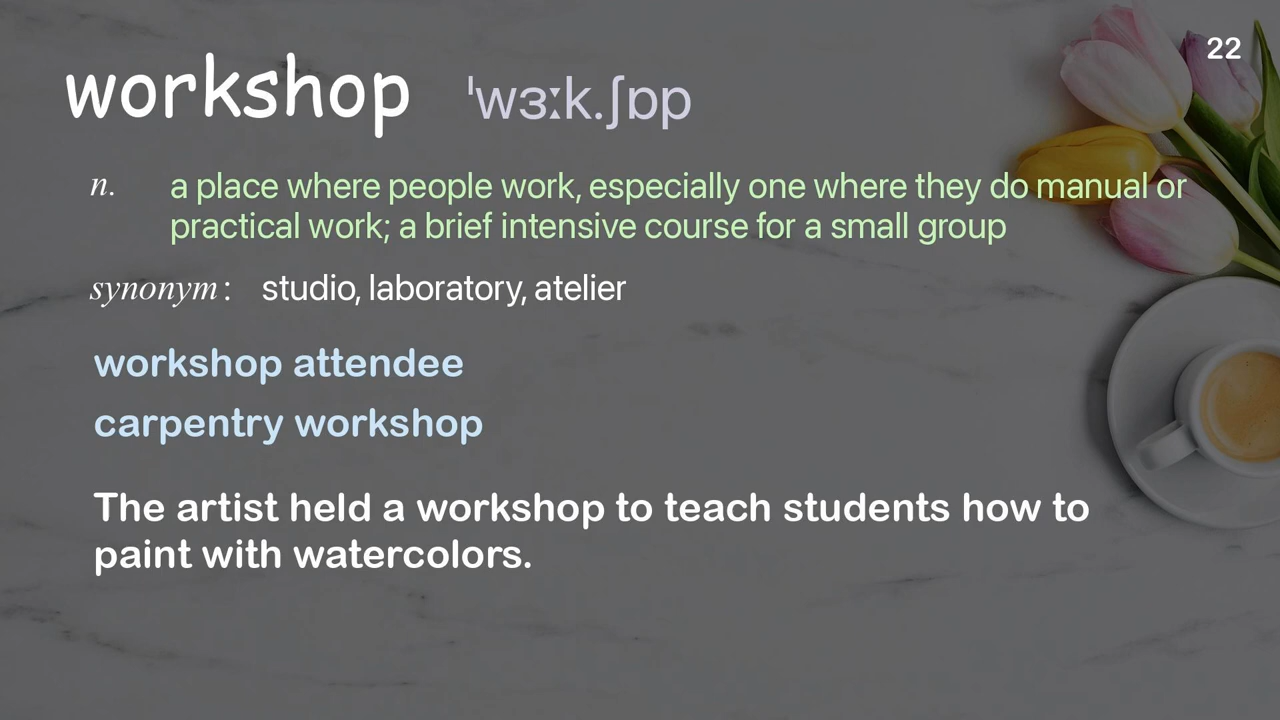 22
workshop ˈwɜːk.ʃɒp
n. a place where people work, especially one where they do manual or
practical work; a brief intensive course for a small group
synonym: studio, laboratory, atelier
workshop attendee
carpentry workshop
The artist held a workshop to teach students how to
paint with watercolors.